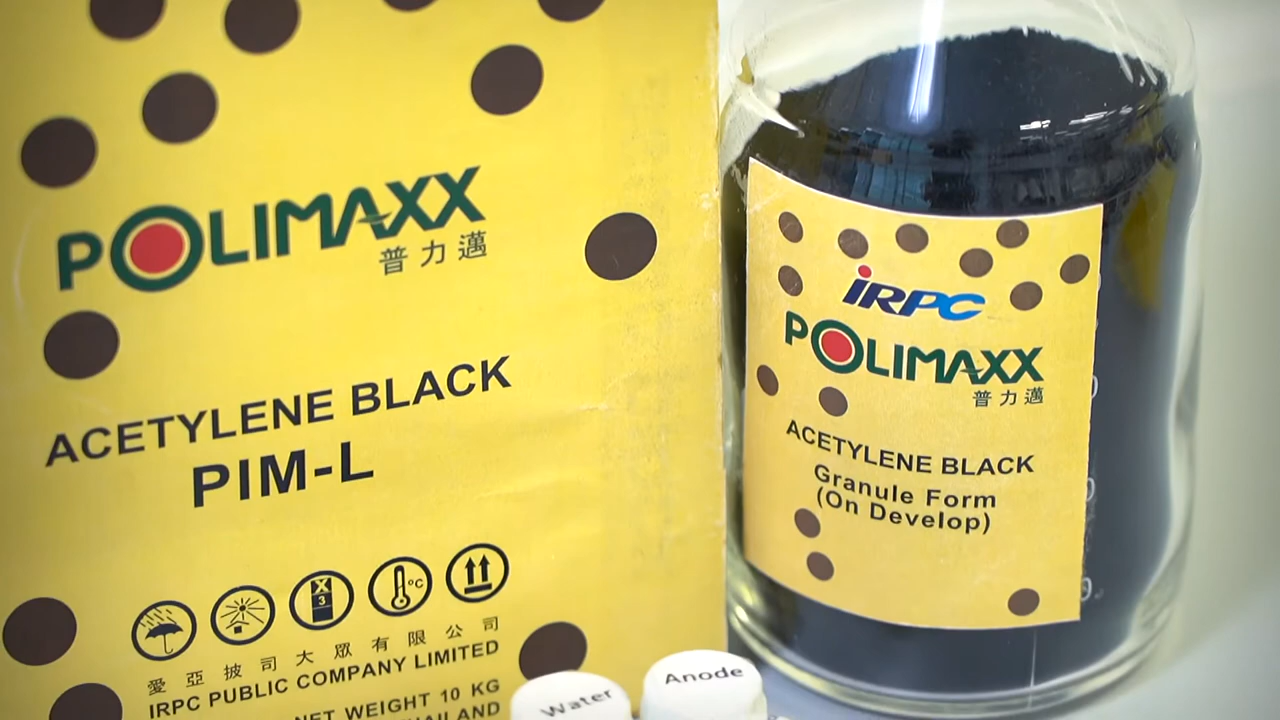 POLIMAXX
普力邁
ACETYLENE BLACK
PIM-L
X
3
°C
愛亞披司大眾有限公司
IRPC PUBLIC COMPANY LIMITED
NET WEIGHT 10 KG
THAILAND
iRPC
POLIMAXX
普力邁
ACETYLENE BLACK
Granule Form
(On Develop)
Water
Anode